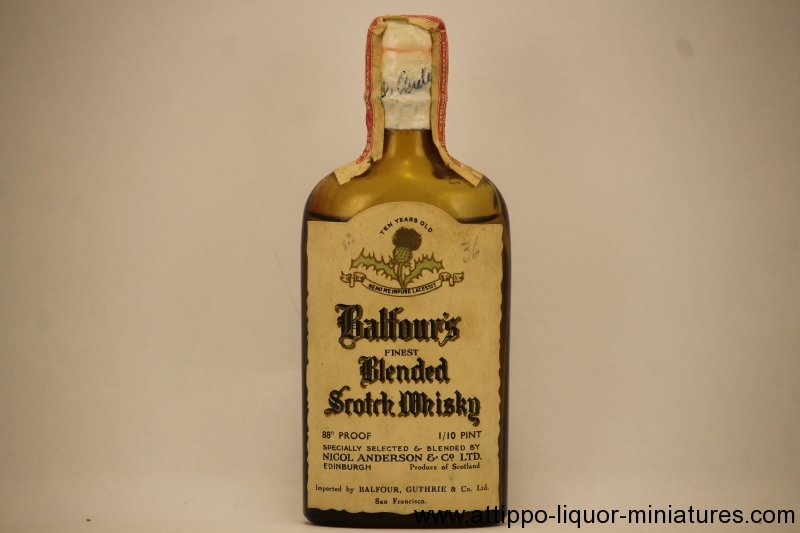 TEN YEARS OLD
36
NEMO ME IMPUNE LACESSIT
Balfour's
FINEST
Blended
Scotch Whisky
88° PROOF 1/10 PINT
SPECIALLY SELECTED & BLENDED BY
NICOL ANDERSON & Co LTD.
EDINBURGH Produce of Scotland
Imported by BALFOUR, GUTHRIE & Co. Ltd.
San Francisco.
www.attippo-liquor-miniatures.com